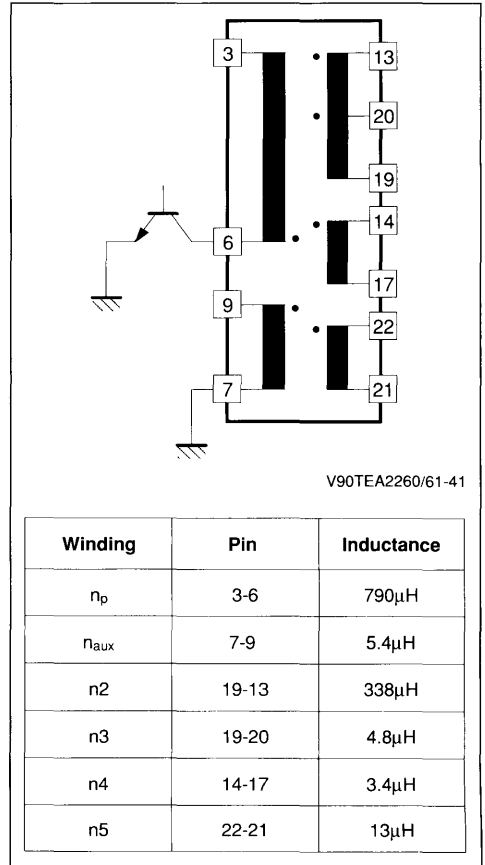 3
13
20
19
6
14
17
9
22
7
21
V90TEA2260/61-41
Winding Pin Inductance
np 3-6 790µH
naux 7-9 5.4µH
n2 19-13 338µH
n3 19-20 4.8µH
n4 14-17 3.4µH
n5 22-21 13µH